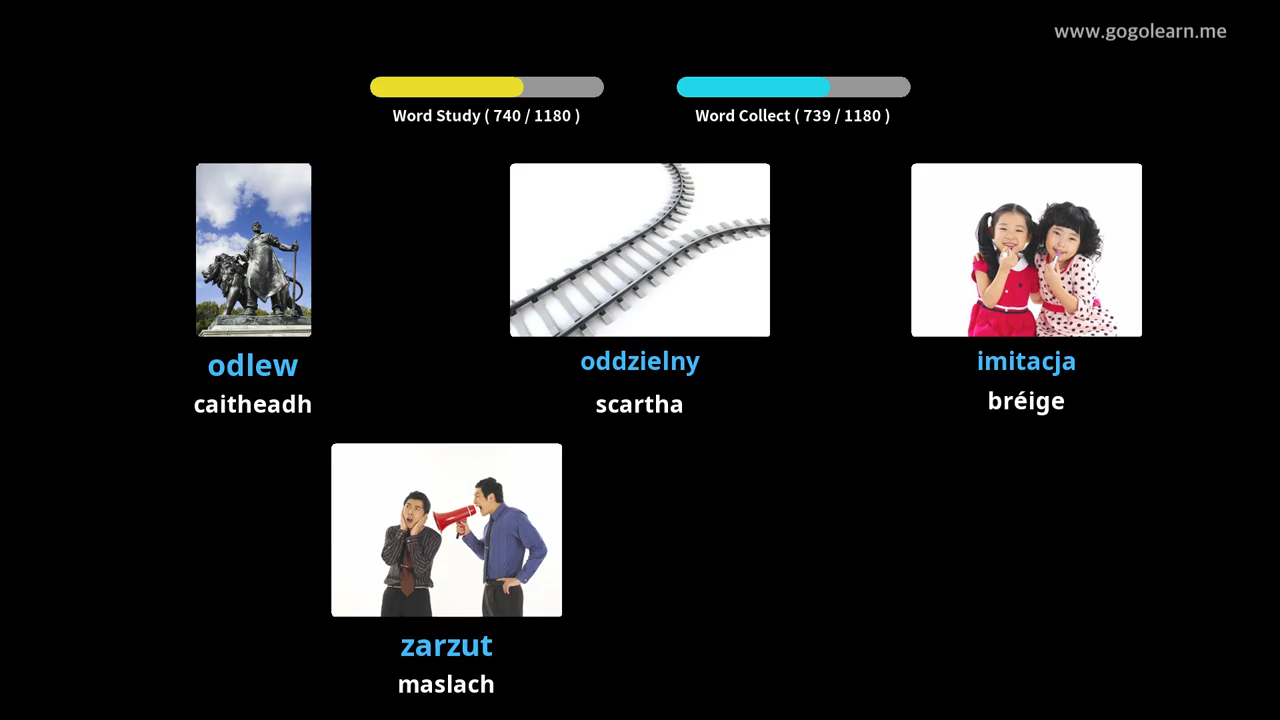 www.gogolearn.me
Word Study ( 740 / 1180 )
Word Collect ( 739 / 1180 )
odlew
caitheadh
oddzielny
scartha
imitacja
bréige
zarzut
maslach